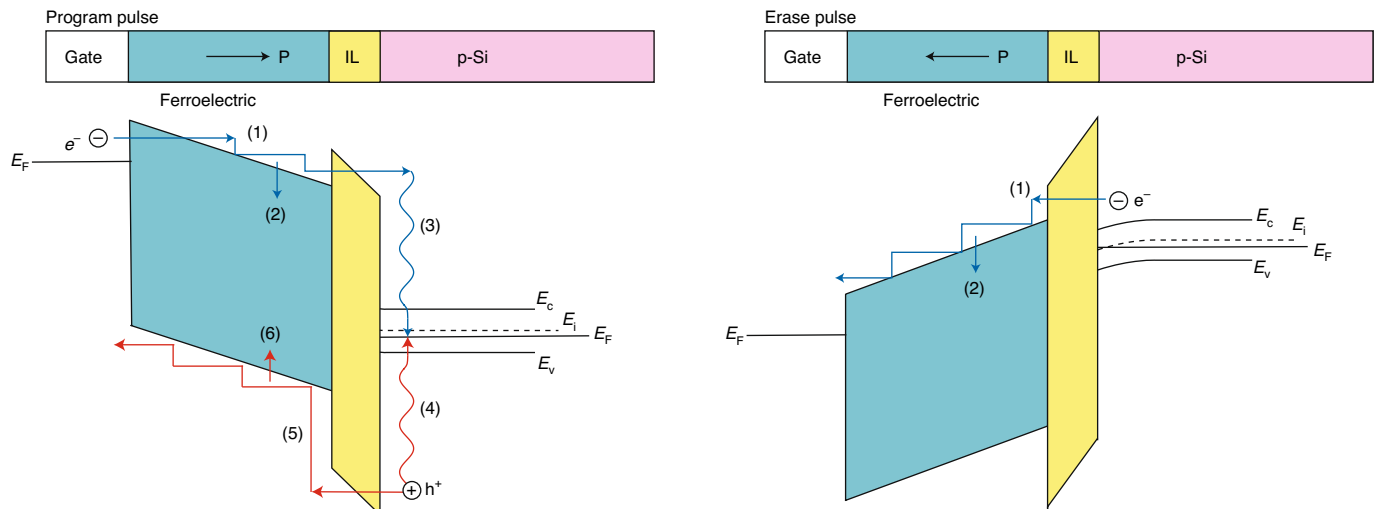 Program pulse
Gate
P
IL
p-Si
Ferroelectric
e⁻ −
(1)
E_F
(2)
(3)
E_c
E_i
E_F
E_v
(6)
(4)
(5)
+ h⁺
Erase pulse
Gate
P
IL
p-Si
Ferroelectric
(1)
− e⁻
E_c
E_i
E_F
E_v
(2)
E_F